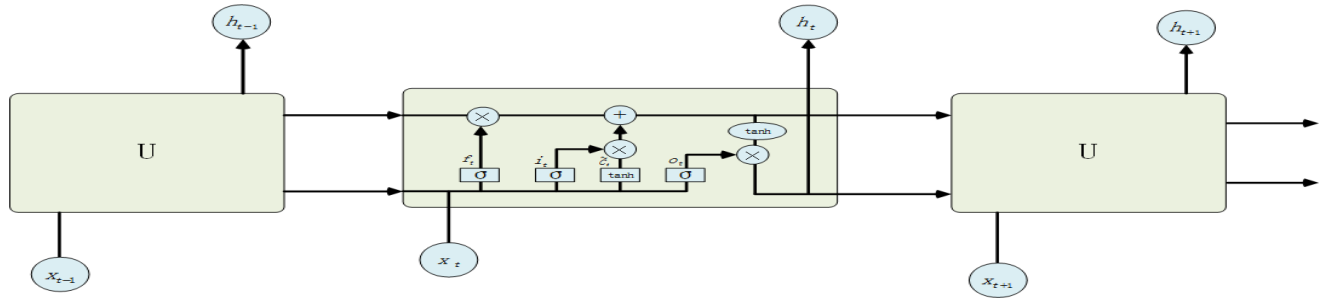 h_{t-1}
h_t
h_{t+1}
× + tanh
U × × U
f_t i_t c̃_t o_t
σ σ tanh σ
x_{t-1} x_t x_{t+1}